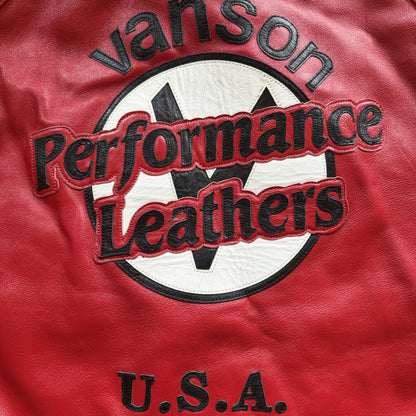 vanson
Performance
Leathers
U.S.A.